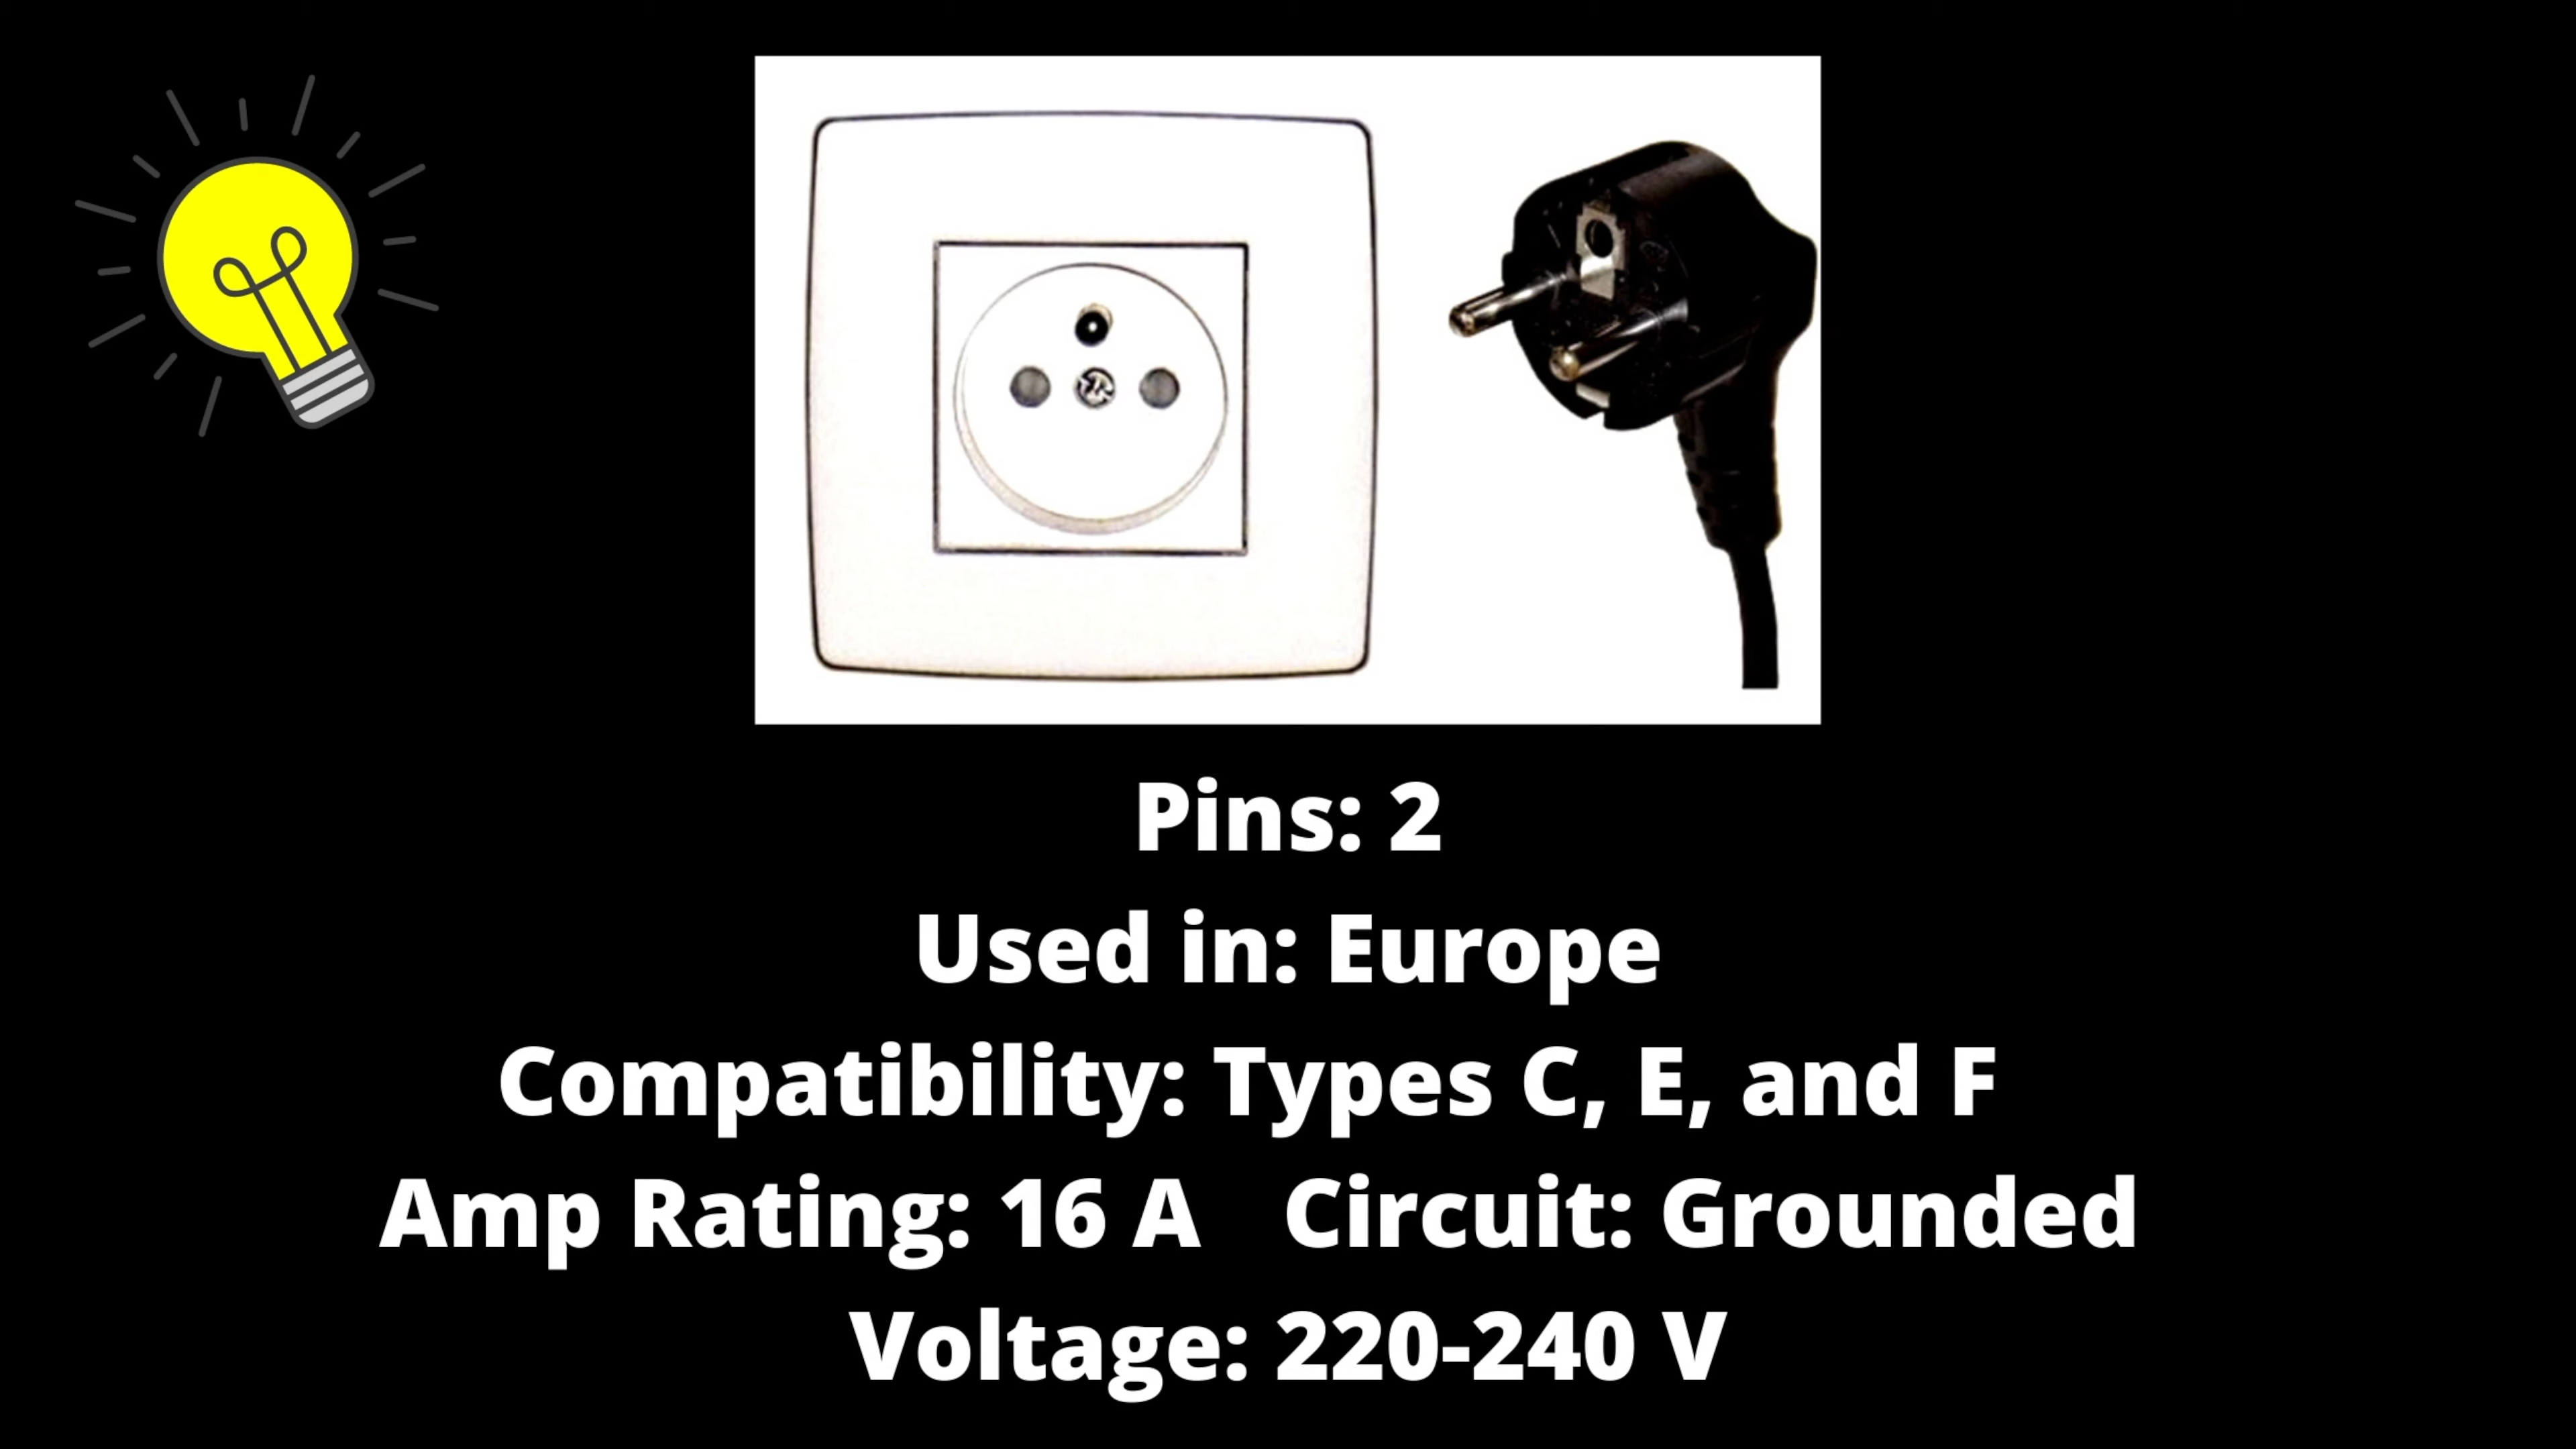 Pins: 2
Used in: Europe
Compatibility: Types C, E, and F
Amp Rating: 16 A   Circuit: Grounded
Voltage: 220-240 V